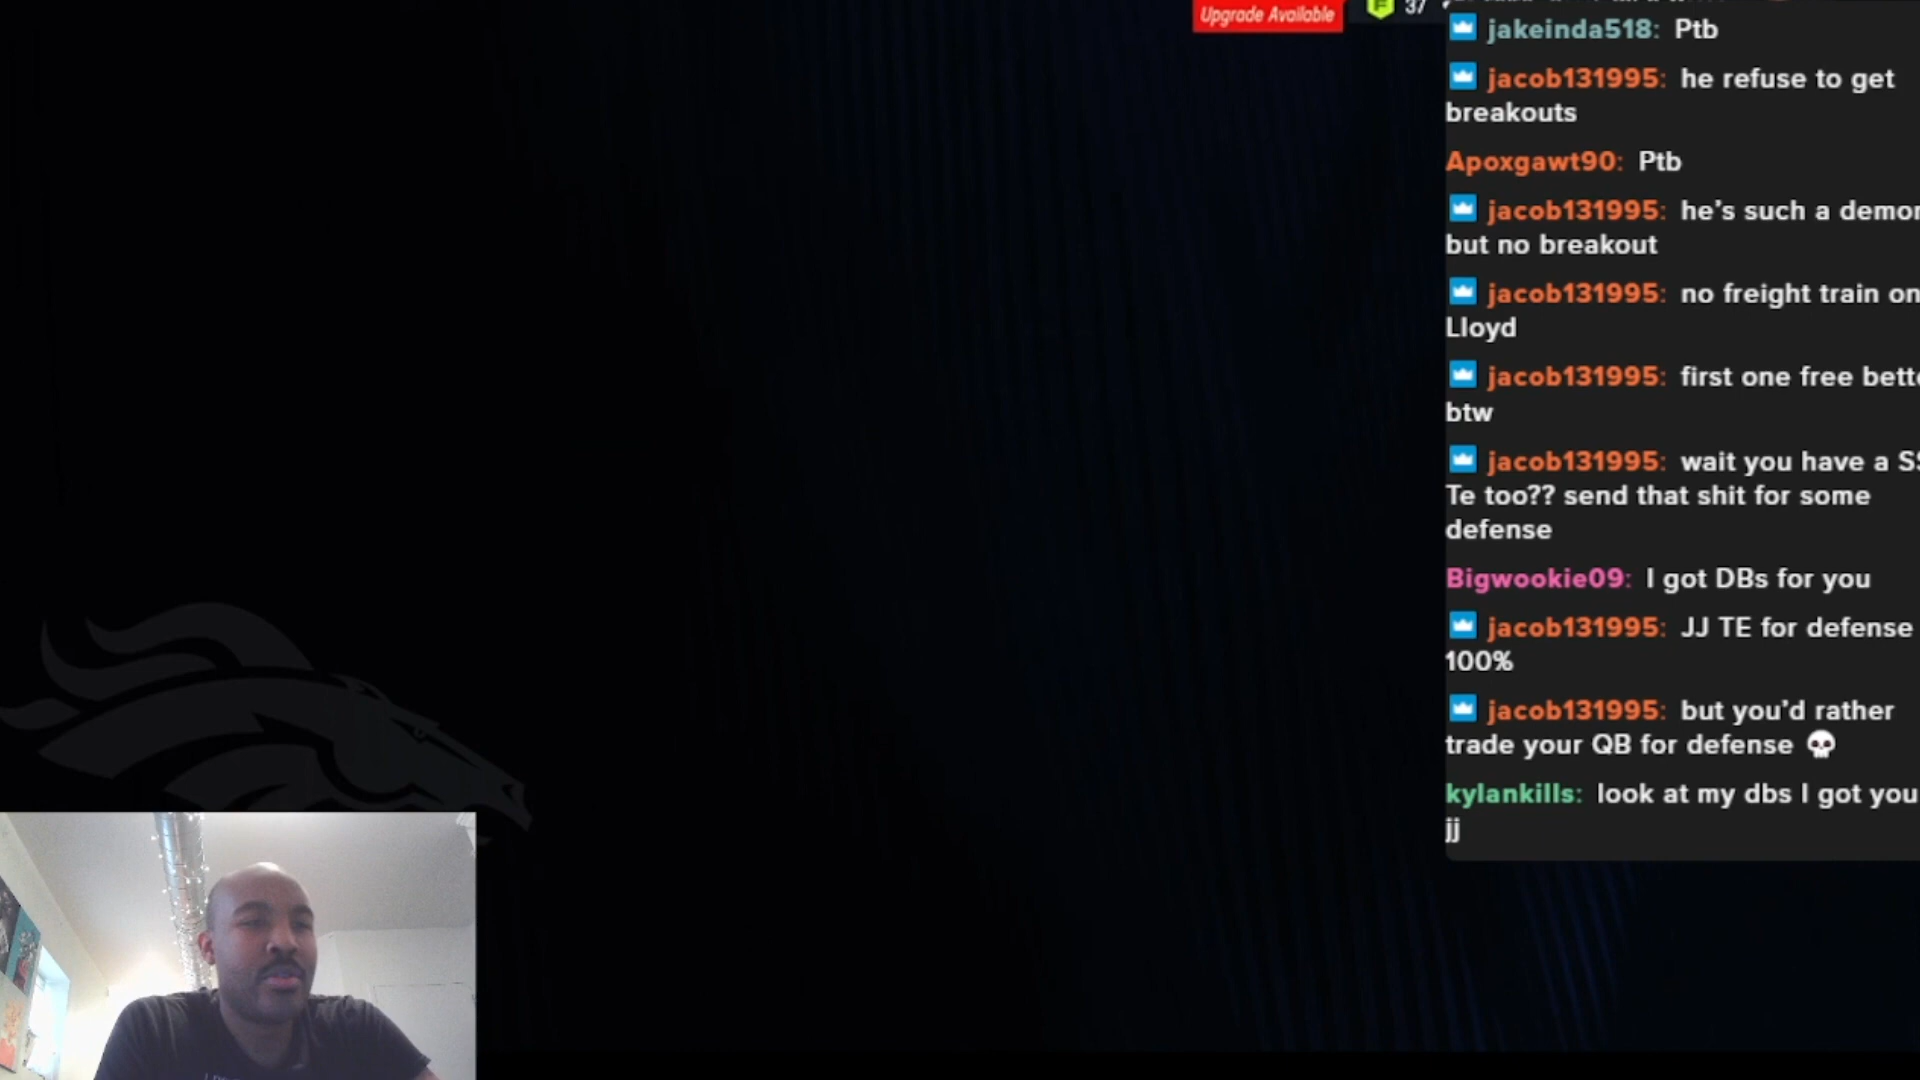 Upgrade Available
37
jakeinda518: Ptb
jacob131995: he refuse to get
breakouts
Apoxgawt90: Ptb
jacob131995: he's such a demon
but no breakout
jacob131995: no freight train on
Lloyd
jacob131995: first one free bette
btw
jacob131995: wait you have a SS
Te too?? send that shit for some
defense
Bigwookie09: I got DBs for you
jacob131995: JJ TE for defense
100%
jacob131995: but you'd rather
trade your QB for defense 💀
kylankills: look at my dbs I got you
jj